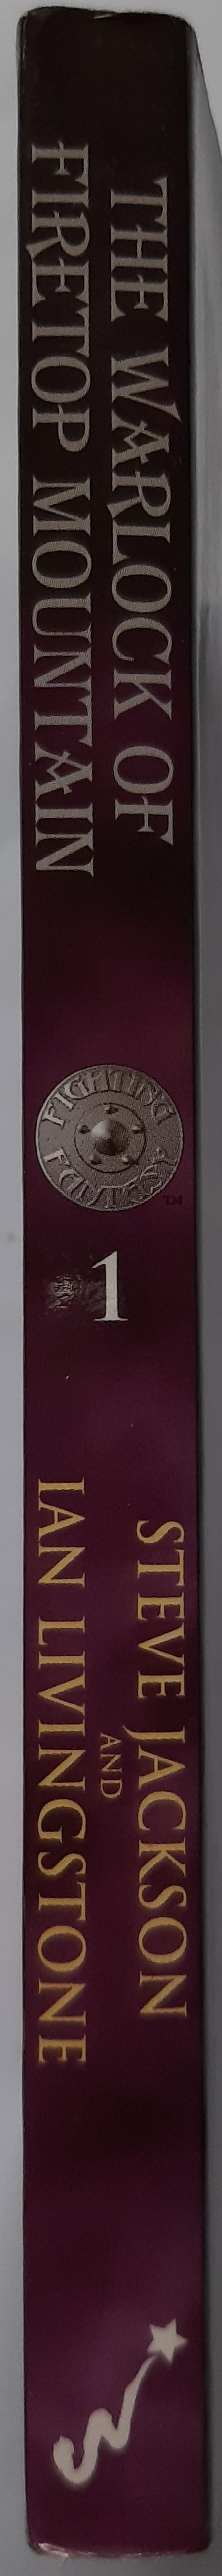 THE WARLOCK OF
FIRETOP MOUNTAIN
FIGHTING
FANTASY
TM
1
STEVE JACKSON
AND
IAN LIVINGSTONE